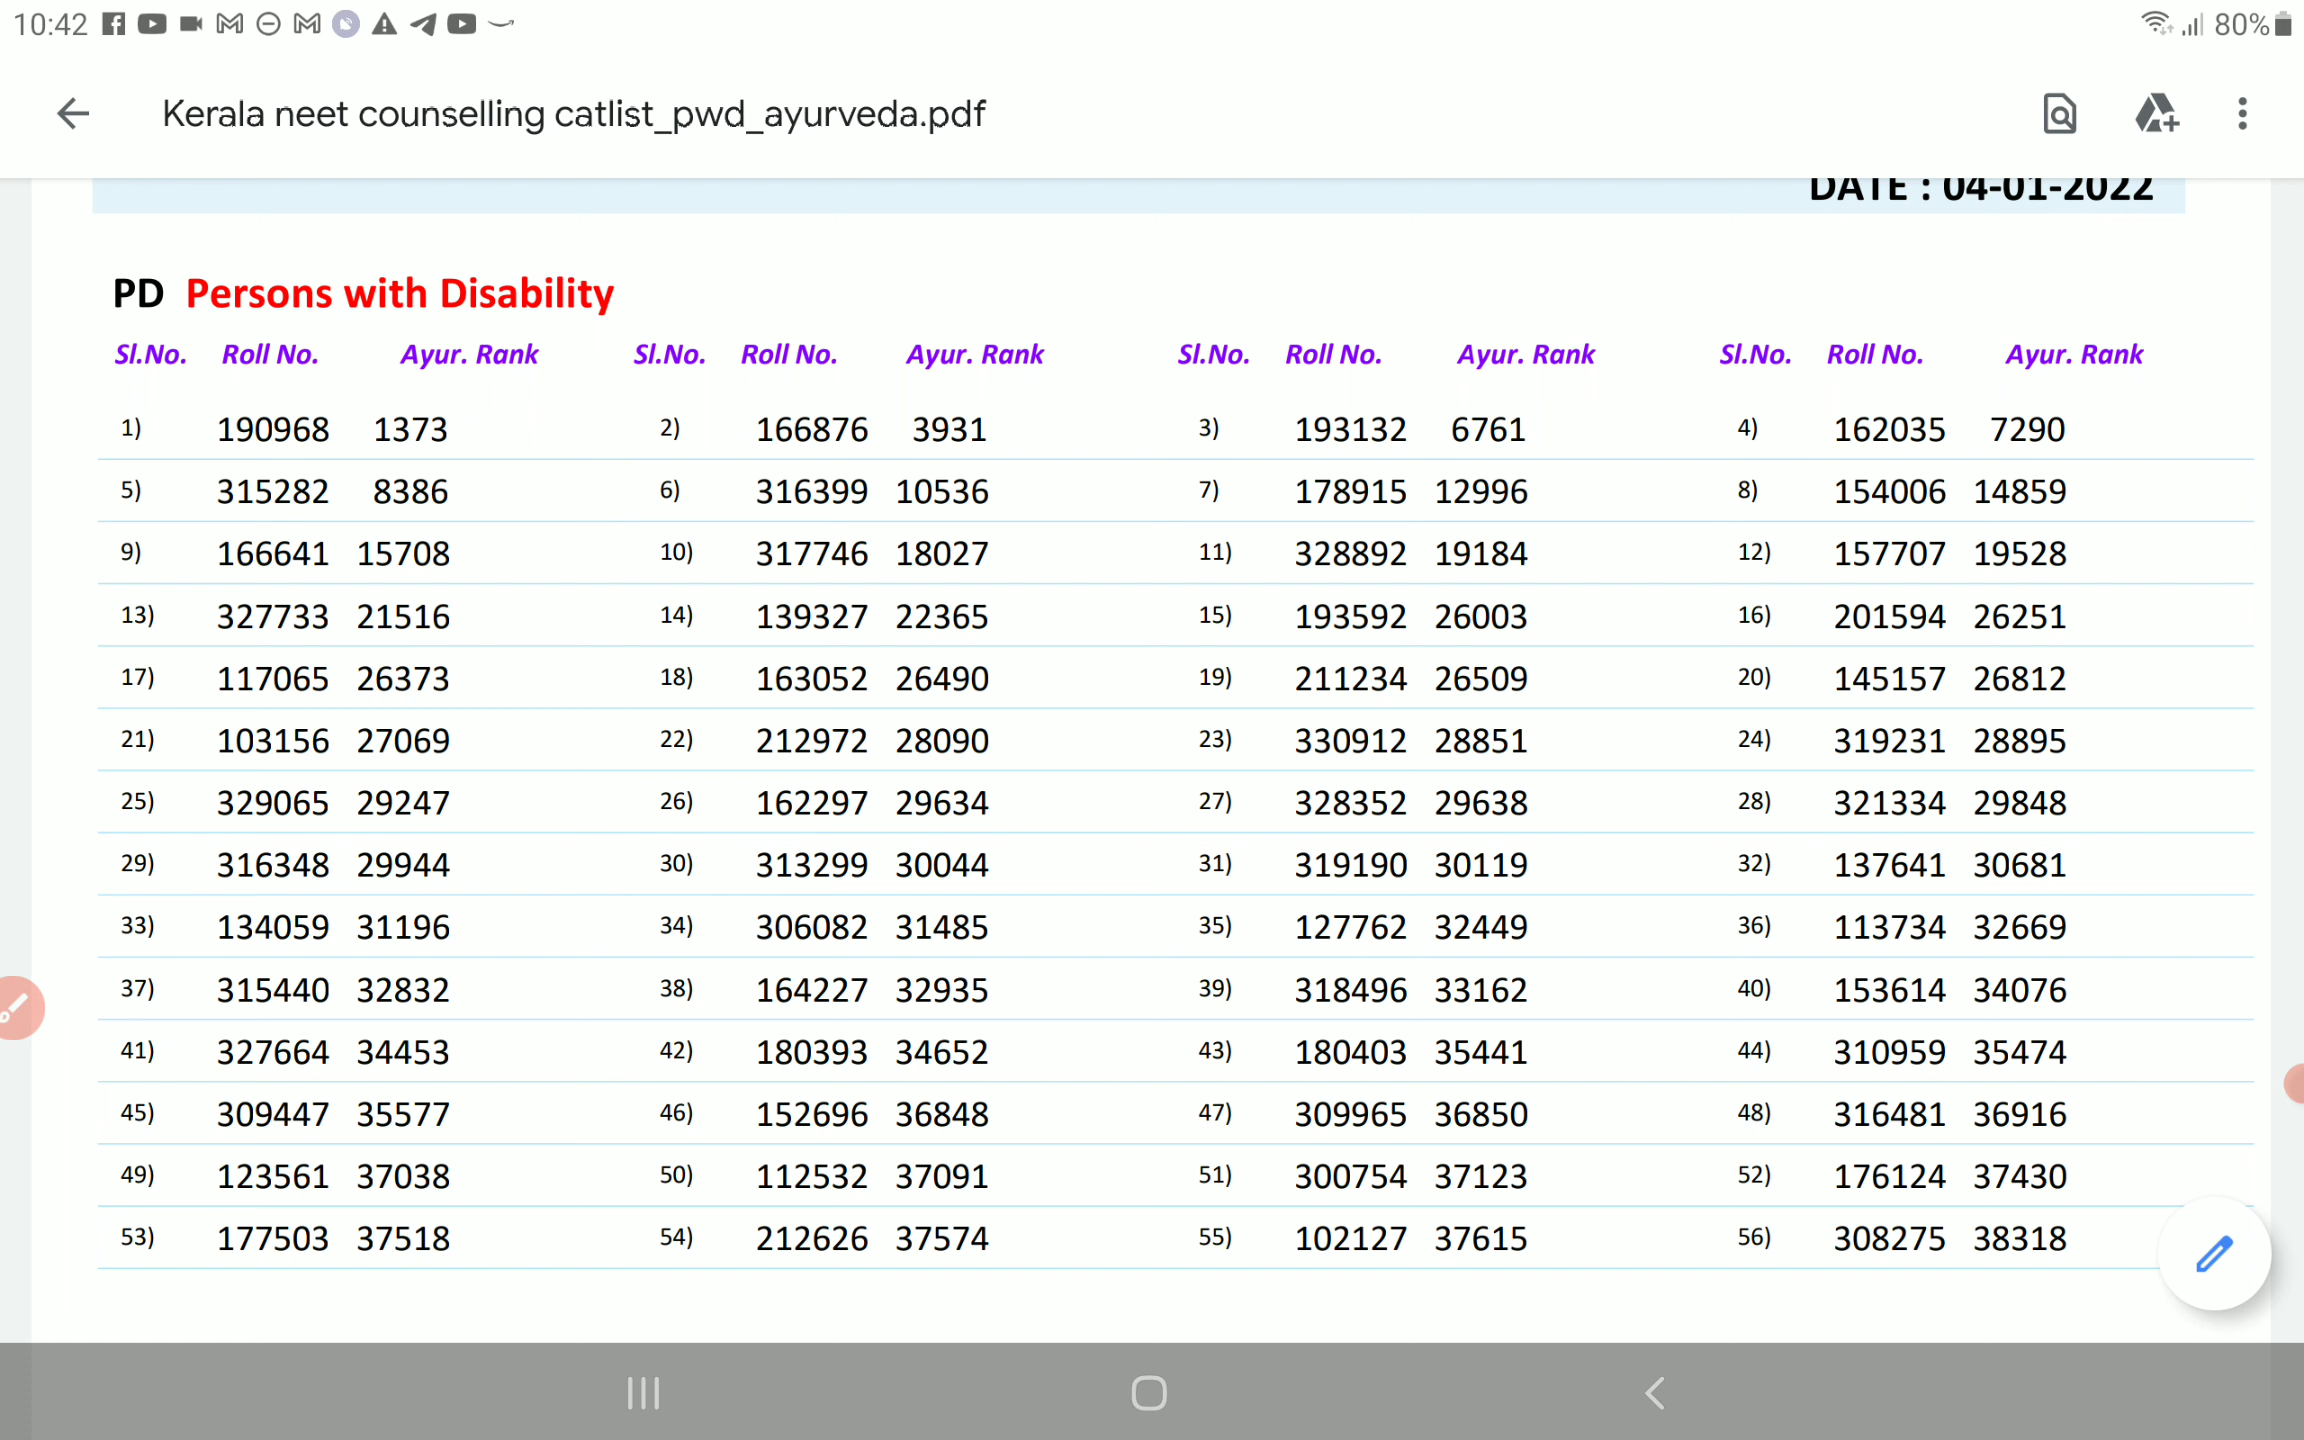 10:42 80%
Kerala neet counselling catlist_pwd_ayurveda.pdf
DATE : 04-01-2022
PD Persons with Disability
Sl.No. Roll No. Ayur. Rank Sl.No. Roll No. Ayur. Rank Sl.No. Roll No. Ayur. Rank Sl.No. Roll No. Ayur. Rank
1) 190968 1373 2) 166876 3931 3) 193132 6761 4) 162035 7290
5) 315282 8386 6) 316399 10536 7) 178915 12996 8) 154006 14859
9) 166641 15708 10) 317746 18027 11) 328892 19184 12) 157707 19528
13) 327733 21516 14) 139327 22365 15) 193592 26003 16) 201594 26251
17) 117065 26373 18) 163052 26490 19) 211234 26509 20) 145157 26812
21) 103156 27069 22) 212972 28090 23) 330912 28851 24) 319231 28895
25) 329065 29247 26) 162297 29634 27) 328352 29638 28) 321334 29848
29) 316348 29944 30) 313299 30044 31) 319190 30119 32) 137641 30681
33) 134059 31196 34) 306082 31485 35) 127762 32449 36) 113734 32669
37) 315440 32832 38) 164227 32935 39) 318496 33162 40) 153614 34076
41) 327664 34453 42) 180393 34652 43) 180403 35441 44) 310959 35474
45) 309447 35577 46) 152696 36848 47) 309965 36850 48) 316481 36916
49) 123561 37038 50) 112532 37091 51) 300754 37123 52) 176124 37430
53) 177503 37518 54) 212626 37574 55) 102127 37615 56) 308275 38318